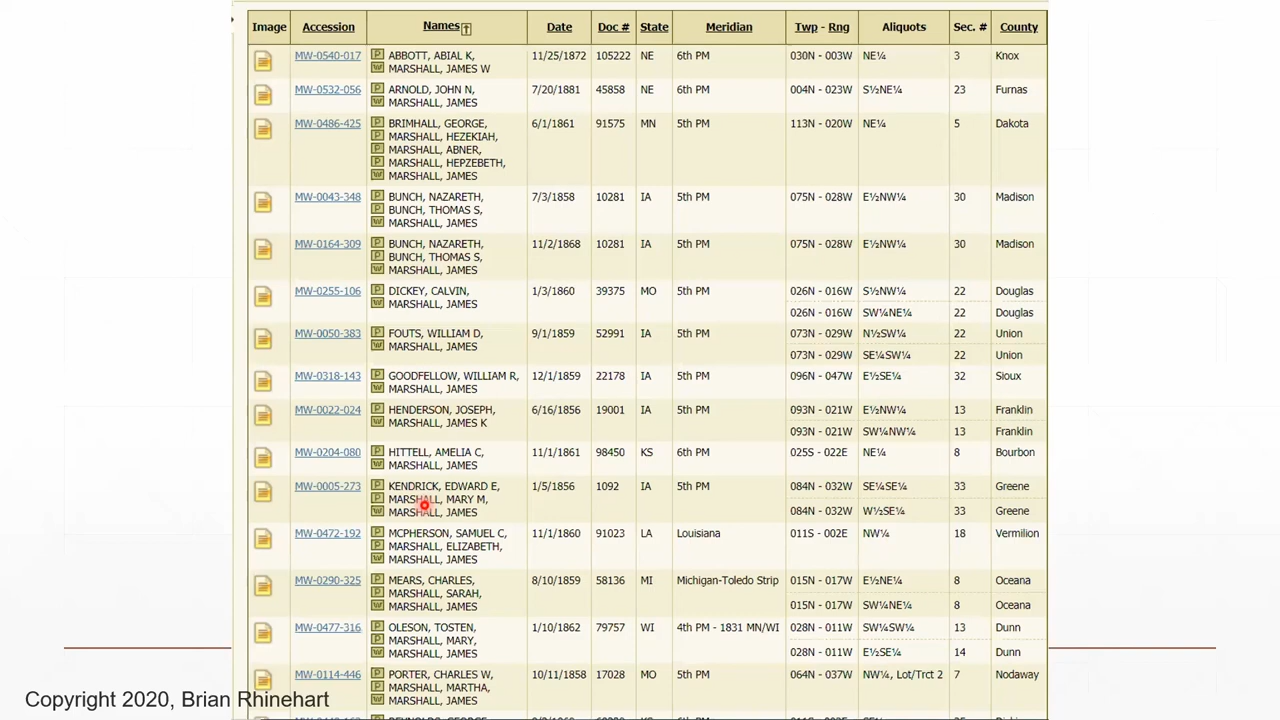 Image Accession Names Date Doc # State Meridian Twp - Rng Aliquots Sec. # County
MW-0540-017 P ABBOTT, ABIAL K, 11/25/1872 105222 NE 6th PM 030N - 003W NE¼ 3 Knox
W MARSHALL, JAMES W
MW-0532-056 P ARNOLD, JOHN N, 7/20/1881 45858 NE 6th PM 004N - 023W S½NE¼ 23 Furnas
W MARSHALL, JAMES
MW-0486-425 P BRIMHALL, GEORGE, 6/1/1861 91575 MN 5th PM 113N - 020W NE¼ 5 Dakota
P MARSHALL, HEZEKIAH,
P MARSHALL, ABNER,
P MARSHALL, HEPZEBETH,
W MARSHALL, JAMES
MW-0043-348 P BUNCH, NAZARETH, 7/3/1858 10281 IA 5th PM 075N - 028W E½NW¼ 30 Madison
P BUNCH, THOMAS S,
W MARSHALL, JAMES
MW-0164-309 P BUNCH, NAZARETH, 11/2/1868 10281 IA 5th PM 075N - 028W E½NW¼ 30 Madison
P BUNCH, THOMAS S,
W MARSHALL, JAMES
MW-0255-106 P DICKEY, CALVIN, 1/3/1860 39375 MO 5th PM 026N - 016W S½NW¼ 22 Douglas
W MARSHALL, JAMES 026N - 016W SW¼NE¼ 22 Douglas
MW-0050-383 P FOUTS, WILLIAM D, 9/1/1859 52991 IA 5th PM 073N - 029W N½SW¼ 22 Union
W MARSHALL, JAMES 073N - 029W SE¼SW¼ 22 Union
MW-0318-143 P GOODFELLOW, WILLIAM R, 12/1/1859 22178 IA 5th PM 096N - 047W E½SE¼ 32 Sioux
W MARSHALL, JAMES
MW-0022-024 P HENDERSON, JOSEPH, 6/16/1856 19001 IA 5th PM 093N - 021W E½NW¼ 13 Franklin
W MARSHALL, JAMES K 093N - 021W SW¼NW¼ 13 Franklin
MW-0204-080 P HITTELL, AMELIA C, 11/1/1861 98450 KS 6th PM 025S - 022E NE¼ 8 Bourbon
W MARSHALL, JAMES
MW-0005-273 P KENDRICK, EDWARD E, 1/5/1856 1092 IA 5th PM 084N - 032W SE¼SE¼ 33 Greene
P MARSHALL, MARY M,
W MARSHALL, JAMES 084N - 032W W½SE¼ 33 Greene
MW-0472-192 P MCPHERSON, SAMUEL C, 11/1/1860 91023 LA Louisiana 011S - 002E NW¼ 18 Vermilion
P MARSHALL, ELIZABETH,
W MARSHALL, JAMES
MW-0290-325 P MEARS, CHARLES, 8/10/1859 58136 MI Michigan-Toledo Strip 015N - 017W E½NE¼ 8 Oceana
P MARSHALL, SARAH,
W MARSHALL, JAMES 015N - 017W SW¼NE¼ 8 Oceana
MW-0477-316 P OLESON, TOSTEN, 1/10/1862 79757 WI 4th PM - 1831 MN/WI 028N - 011W SW¼SW¼ 13 Dunn
P MARSHALL, MARY,
W MARSHALL, JAMES 028N - 011W E½SE¼ 14 Dunn
MW-0114-446 P PORTER, CHARLES W, 10/11/1858 17028 MO 5th PM 064N - 037W NW¼, Lot/Trct 2 7 Nodaway
P MARSHALL, MARTHA,
W MARSHALL, JAMES
Copyright 2020, Brian Rhinehart